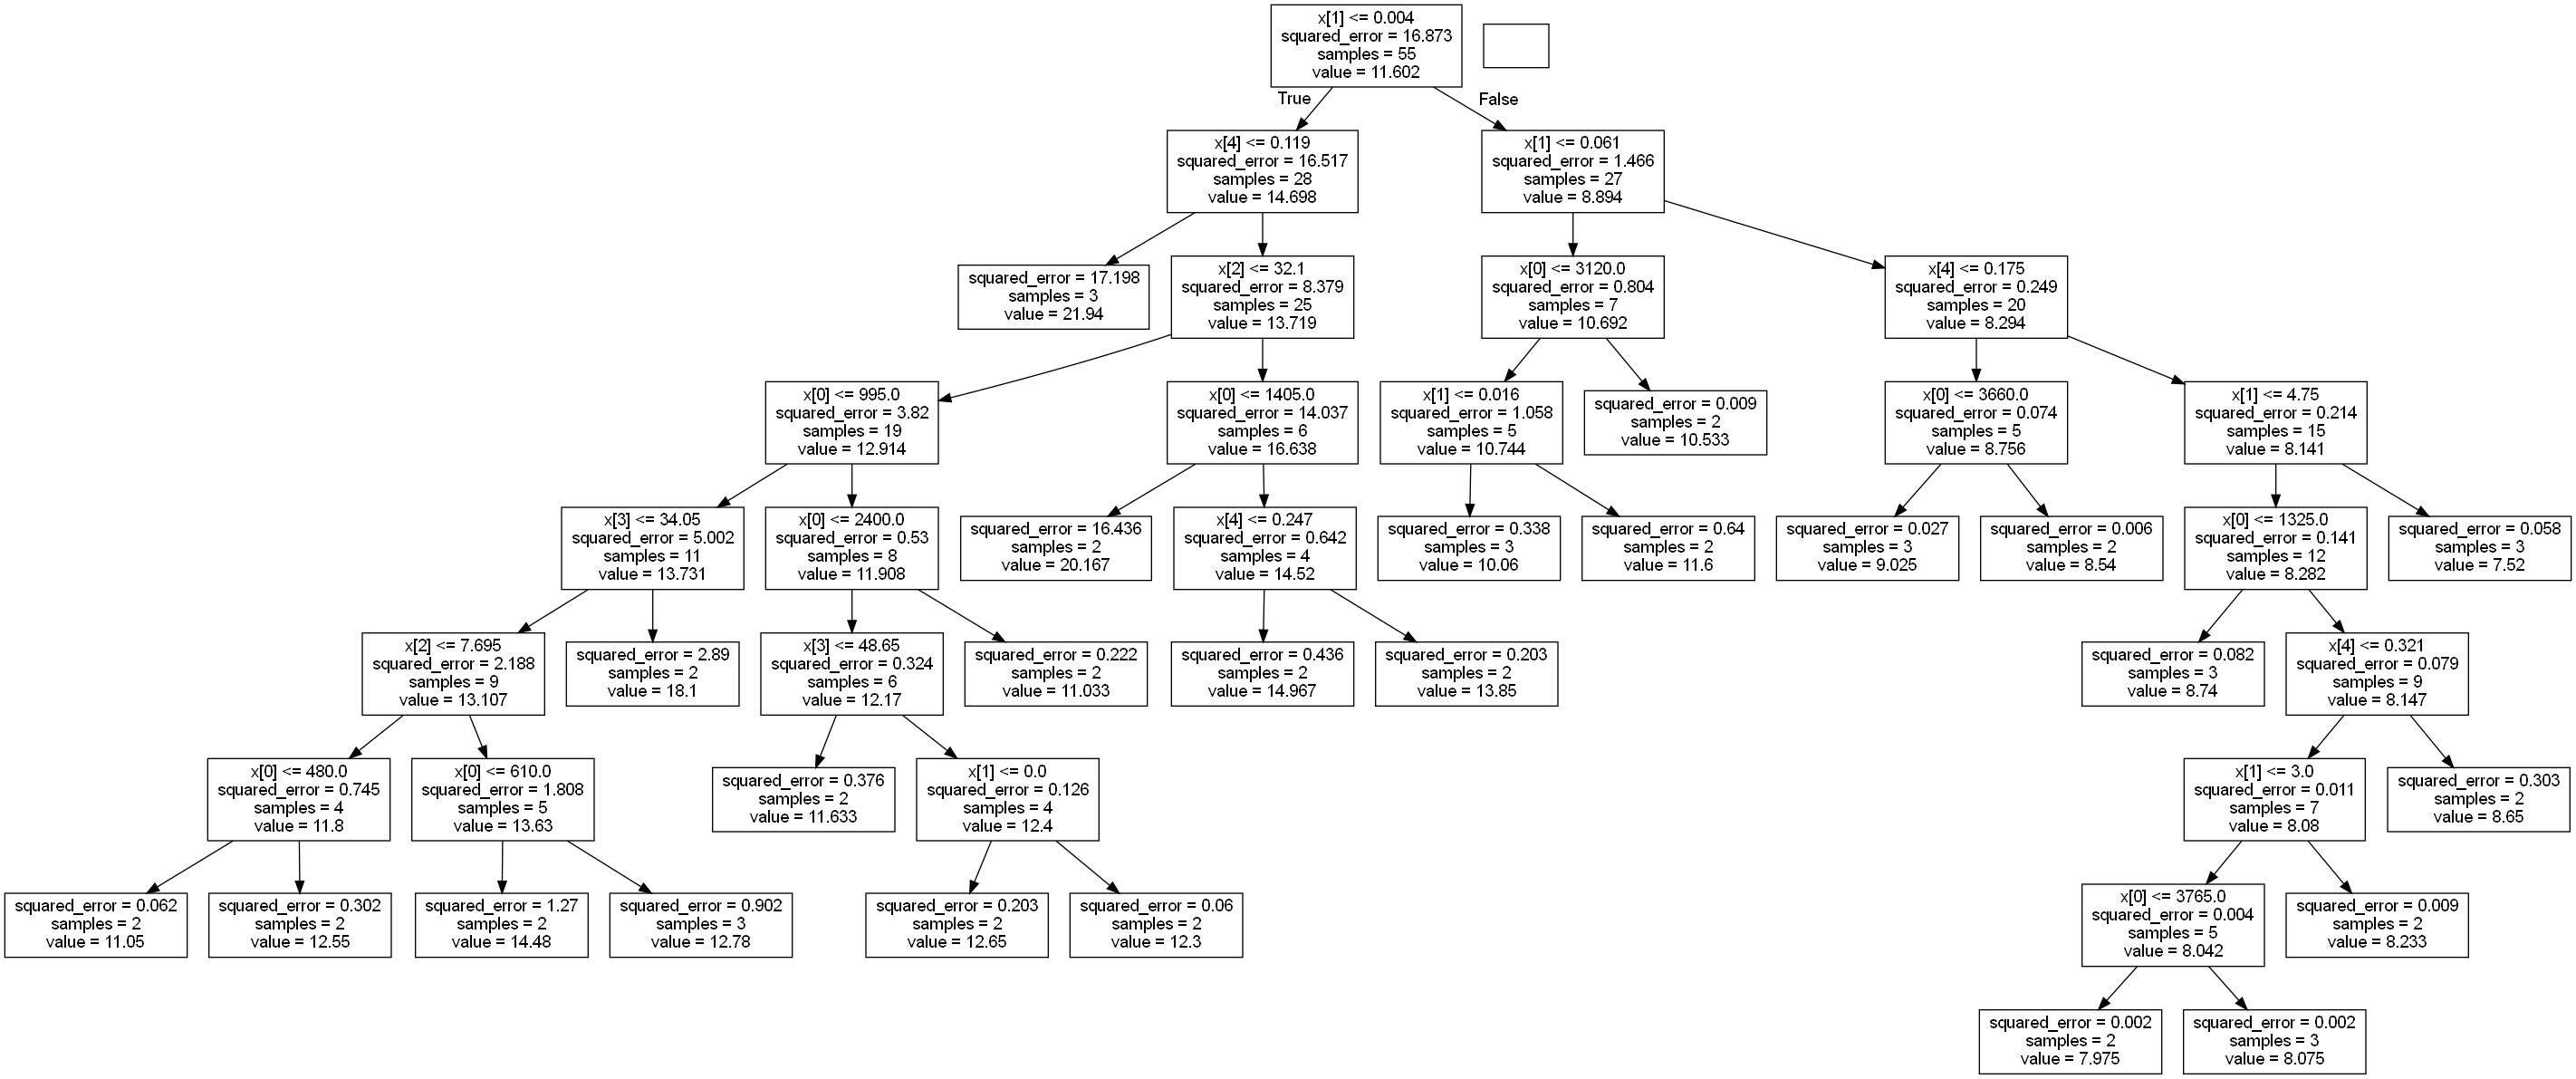 x[1] <= 0.004
squared_error = 16.873
samples = 55
value = 11.602
True
False
x[4] <= 0.119
squared_error = 16.517
samples = 28
value = 14.698
x[1] <= 0.061
squared_error = 1.466
samples = 27
value = 8.894
squared_error = 17.198
samples = 3
value = 21.94
x[2] <= 32.1
squared_error = 8.379
samples = 25
value = 13.719
x[0] <= 3120.0
squared_error = 0.804
samples = 7
value = 10.692
x[4] <= 0.175
squared_error = 0.249
samples = 20
value = 8.294
x[0] <= 995.0
squared_error = 3.82
samples = 19
value = 12.914
x[0] <= 1405.0
squared_error = 14.037
samples = 6
value = 16.638
x[1] <= 0.016
squared_error = 1.058
samples = 5
value = 10.744
squared_error = 0.009
samples = 2
value = 10.533
x[0] <= 3660.0
squared_error = 0.074
samples = 5
value = 8.756
x[1] <= 4.75
squared_error = 0.214
samples = 15
value = 8.141
x[3] <= 34.05
squared_error = 5.002
samples = 11
value = 13.731
x[0] <= 2400.0
squared_error = 0.53
samples = 8
value = 11.908
squared_error = 16.436
samples = 2
value = 20.167
x[4] <= 0.247
squared_error = 0.642
samples = 4
value = 14.52
squared_error = 0.338
samples = 3
value = 10.06
squared_error = 0.64
samples = 2
value = 11.6
squared_error = 0.027
samples = 3
value = 9.025
squared_error = 0.006
samples = 2
value = 8.54
x[0] <= 1325.0
squared_error = 0.141
samples = 12
value = 8.282
squared_error = 0.058
samples = 3
value = 7.52
x[2] <= 7.695
squared_error = 2.188
samples = 9
value = 13.107
squared_error = 2.89
samples = 2
value = 18.1
x[3] <= 48.65
squared_error = 0.324
samples = 6
value = 12.17
squared_error = 0.222
samples = 2
value = 11.033
squared_error = 0.436
samples = 2
value = 14.967
squared_error = 0.203
samples = 2
value = 13.85
squared_error = 0.082
samples = 3
value = 8.74
x[4] <= 0.321
squared_error = 0.079
samples = 9
value = 8.147
x[0] <= 480.0
squared_error = 0.745
samples = 4
value = 11.8
x[0] <= 610.0
squared_error = 1.808
samples = 5
value = 13.63
squared_error = 0.376
samples = 2
value = 11.633
x[1] <= 0.0
squared_error = 0.126
samples = 4
value = 12.4
x[1] <= 3.0
squared_error = 0.011
samples = 7
value = 8.08
squared_error = 0.303
samples = 2
value = 8.65
squared_error = 0.062
samples = 2
value = 11.05
squared_error = 0.302
samples = 2
value = 12.55
squared_error = 1.27
samples = 2
value = 14.48
squared_error = 0.902
samples = 3
value = 12.78
squared_error = 0.203
samples = 2
value = 12.65
squared_error = 0.06
samples = 2
value = 12.3
x[0] <= 3765.0
squared_error = 0.004
samples = 5
value = 8.042
squared_error = 0.009
samples = 2
value = 8.233
squared_error = 0.002
samples = 2
value = 7.975
squared_error = 0.002
samples = 3
value = 8.075